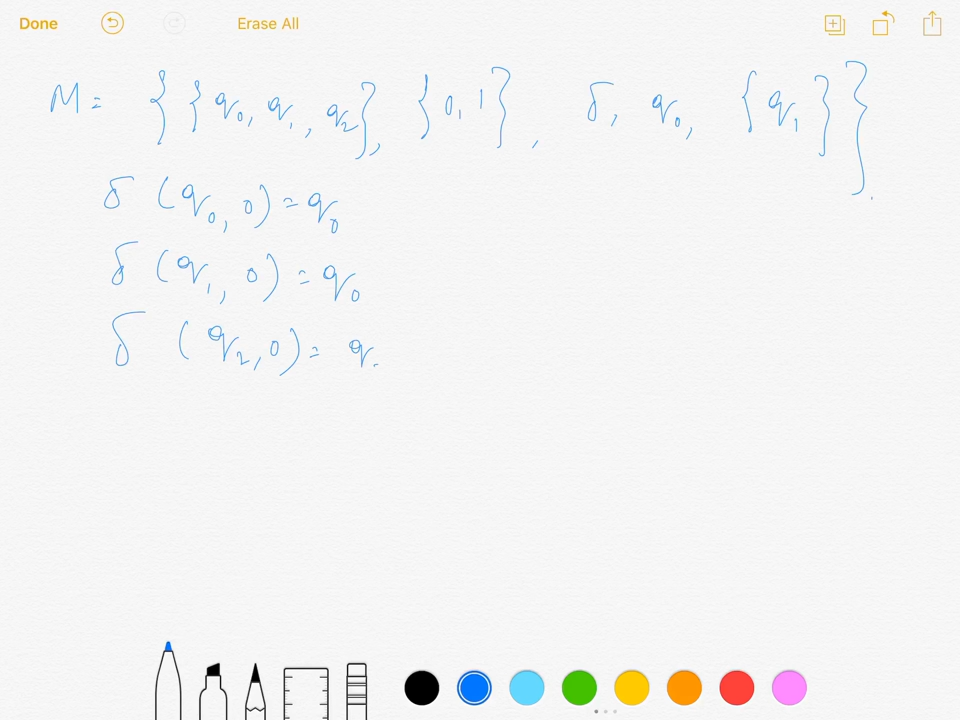 Done Erase All
M = { { q₀, q₁, q₂ }, { 0, 1 }, δ, q₀, { q₁ } }.
δ (q₀, 0) = q₀
δ (q₁, 0) = q₀
δ (q₂, 0) = q.